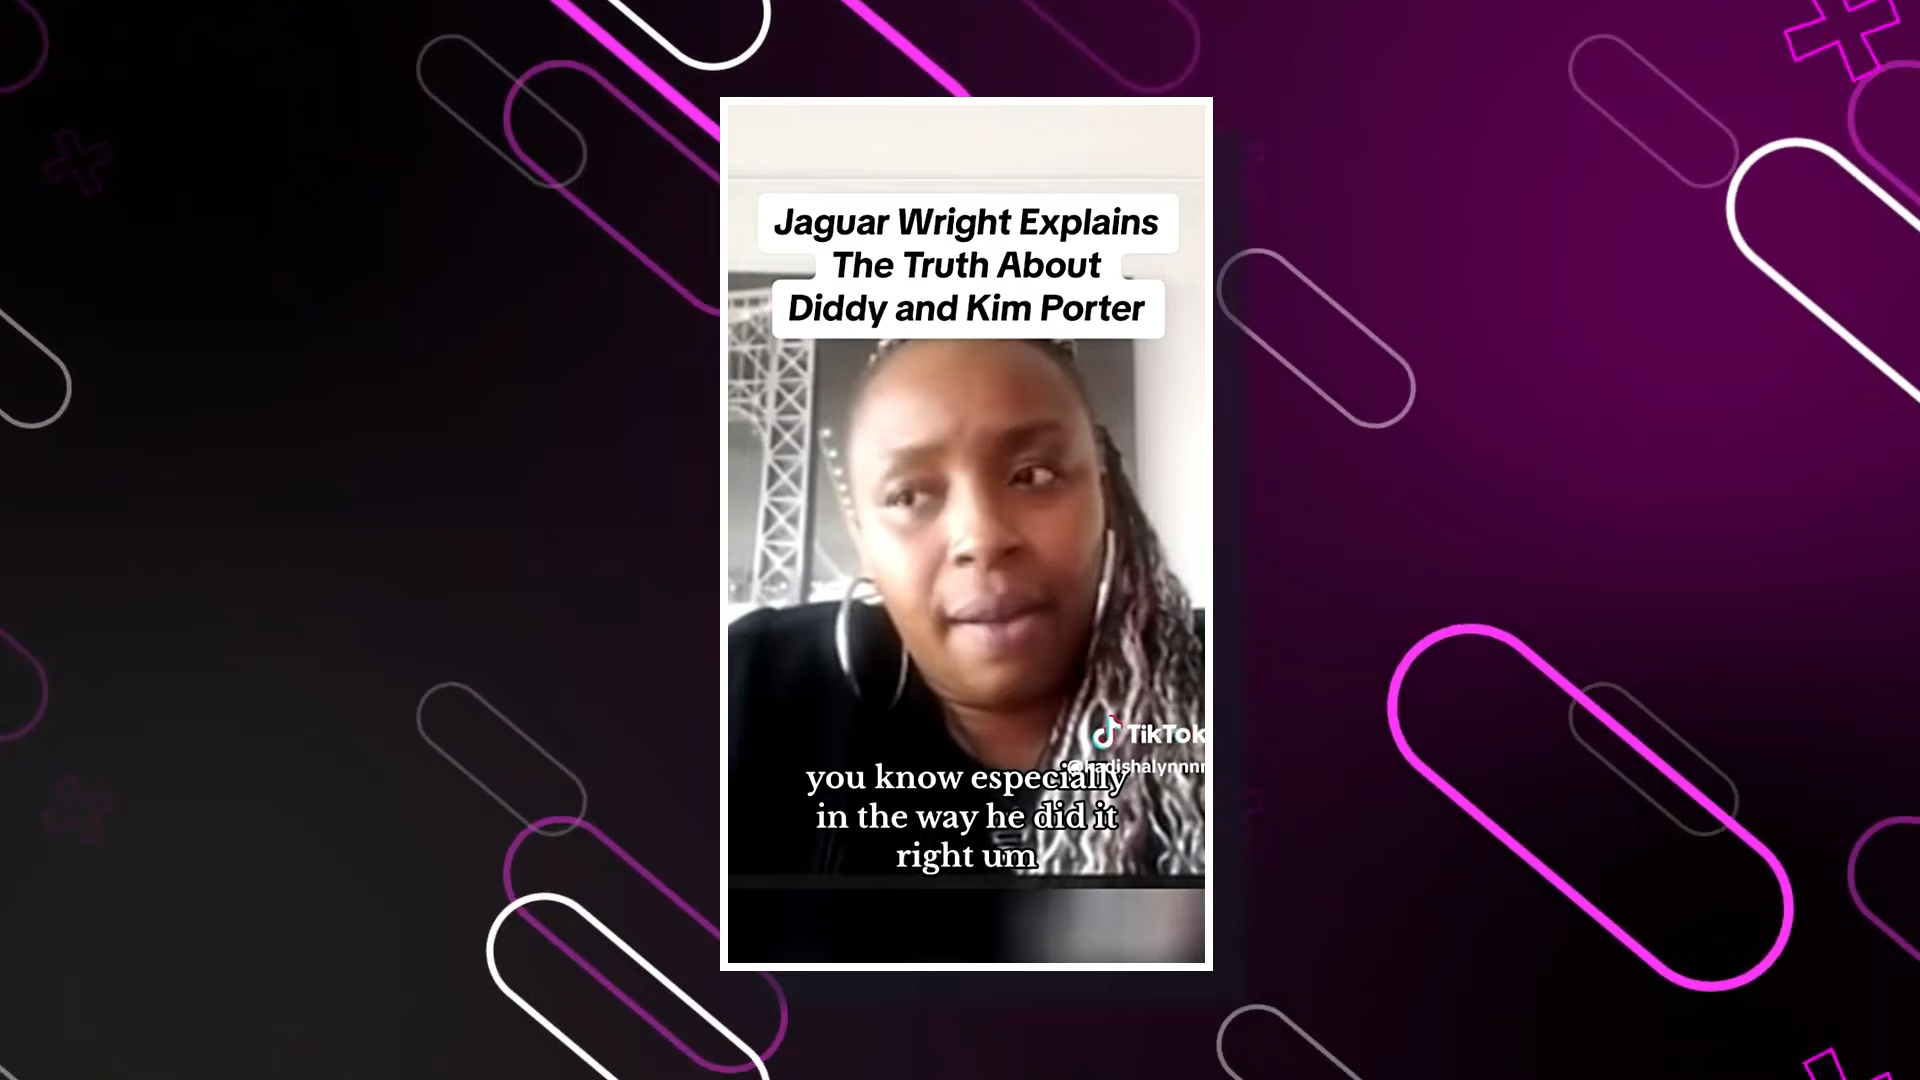 Jaguar Wright Explains
The Truth About
Diddy and Kim Porter
TikTok
@kadishalynnnn
you know especially
in the way he did it
right um